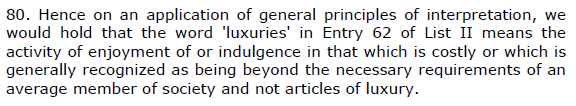 80. Hence on an application of general principles of interpretation, we
would hold that the word 'luxuries' in Entry 62 of List II means the
activity of enjoyment of or indulgence in that which is costly or which is
generally recognized as being beyond the necessary requirements of an
average member of society and not articles of luxury.